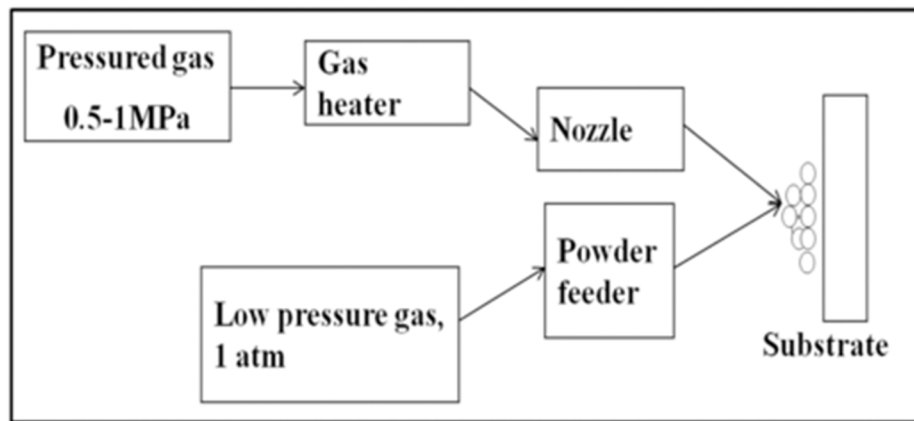 Pressured gas
0.5-1MPa
Gas
heater
Nozzle
Powder
feeder
Low pressure gas,
1 atm
Substrate